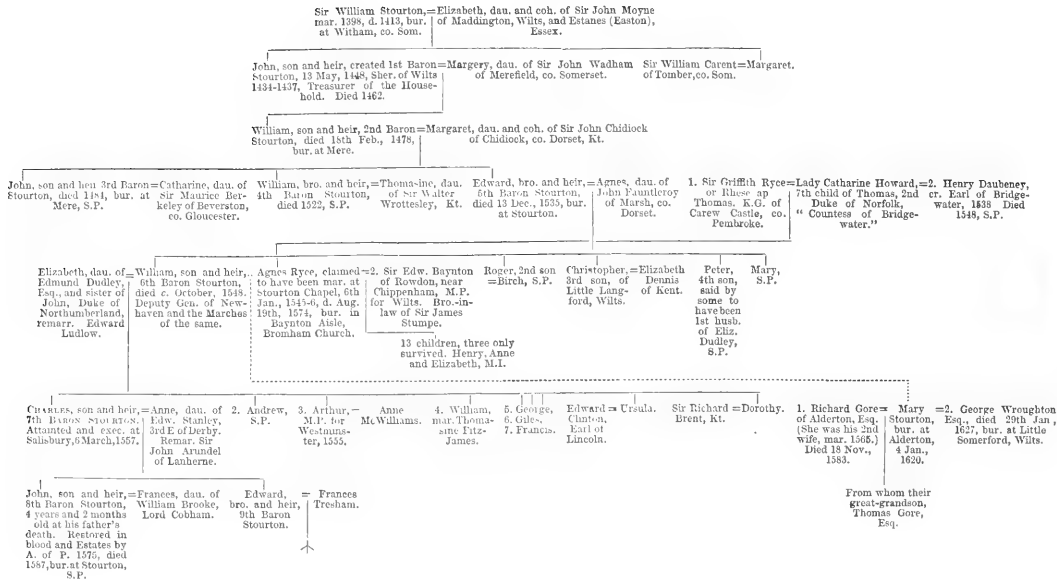 Sir William Stourton,=Elizabeth, dau. and coh. of Sir John Moyne
mar. 1398, d. 1413, bur. of Maddington, Wilts, and Estanes (Easton),
at Witham, co. Som. Essex.
John, son and heir, created 1st Baron=Margery, dau. of Sir John Wadham
Stourton, 13 May, 1448, Sher. of Wilts of Merefield, co. Somerset.
1434-1437, Treasurer of the House-
hold. Died 1462.
Sir William Carent=Margaret.
of Tomber, co. Som.
William, son and heir, 2nd Baron=Margaret, dau. and coh. of Sir John Chidiock
Stourton, died 18th Feb., 1478, of Chidiock, co. Dorset, Kt.
bur. at Mere.
John, son and heir 3rd Baron=Catharine, dau. of
Stourton, died 1484, bur. at Sir Maurice Ber-
Mere, S.P. keley of Beverston,
co. Gloucester.
William, bro. and heir,=Thomasine, dau.
4th Baron Stourton, of Sir Walter
died 1522, S.P. Wrottesley, Kt.
Edward, bro. and heir,=Agnes, dau. of
5th Baron Stourton, John Fauntleroy
died 13 Dec., 1535, bur. of Marsh, co.
at Stourton. Dorset.
1. Sir Griffith Ryce=Lady Catharine Howard,=2. Henry Daubeney,
or Rhese ap 7th child of Thomas, 2nd cr. Earl of Bridge-
Thomas. K.G. of Duke of Norfolk, water, 1538 Died
Carew Castle, co. "Countess of Bridge- 1548, S.P.
Pembroke. water."
Elizabeth, dau. of=William, son and heir,
Edmund Dudley, 6th Baron Stourton,
Esq., and sister of died c. October, 1548.
John, Duke of Deputy Gen. of New-
Northumberland, haven and the Marches
remarr. Edward of the same.
Ludlow.
Agnes Ryce, claimed=2. Sir Edw. Baynton
to have been mar. at of Rowdon, near
Stourton Chapel, 6th Chippenham, M.P.
Jan., 1545-6, d. Aug. for Wilts. Bro.-in-
19th, 1574, bur. in law of Sir James
Baynton Aisle, Stumpe.
Bromham Church.
13 children, three only
survived. Henry, Anne
and Elizabeth, M.I.
Roger, 2nd son
=Birch, S.P.
Christopher,=Elizabeth
3rd son, of Dennis
Little Lang- of Kent.
ford, Wilts.
Peter,
4th son,
said by
some to
have been
1st husb.
of Eliz.
Dudley,
S.P.
Mary,
S.P.
CHARLES, son and heir,=Anne, dau. of
7th BARON STOURTON. Edw. Stanley,
Attainted and exec. at 3rd E of Derby.
Salisbury, 6 March, 1557. Remar. Sir
John Arundel
of Lanherne.
2. Andrew,
S.P.
3. Arthur,= Anne
M.P. for McWilliams.
Westmins-
ter, 1555.
4. William,
mar. Thoma-
sine Fitz-
James.
5. George,
6. Giles,
7. Francis.
Edward = Ursula.
Clinton,
Earl of
Lincoln.
Sir Richard =Dorothy.
Brent, Kt.
1. Richard Gore= Mary =2. George Wroughton
of Alderton, Esq. Stourton, Esq., died 29th Jan,
(She was his 2nd bur. at 1627, bur. at Little
wife, mar. 1565.) Alderton, Somerford, Wilts.
Died 18 Nov., 4 Jan.,
1583. 1620.
From whom their
great-grandson,
Thomas Gore,
Esq.
John, son and heir,=Frances, dau. of
8th Baron Stourton, William Brooke,
4 years and 2 months Lord Cobham.
old at his father's
death. Restored in
blood and Estates by
A. of P. 1575, died
1587, bur. at Stourton,
S.P.
Edward, = Frances
bro. and heir, Tresham.
9th Baron
Stourton.